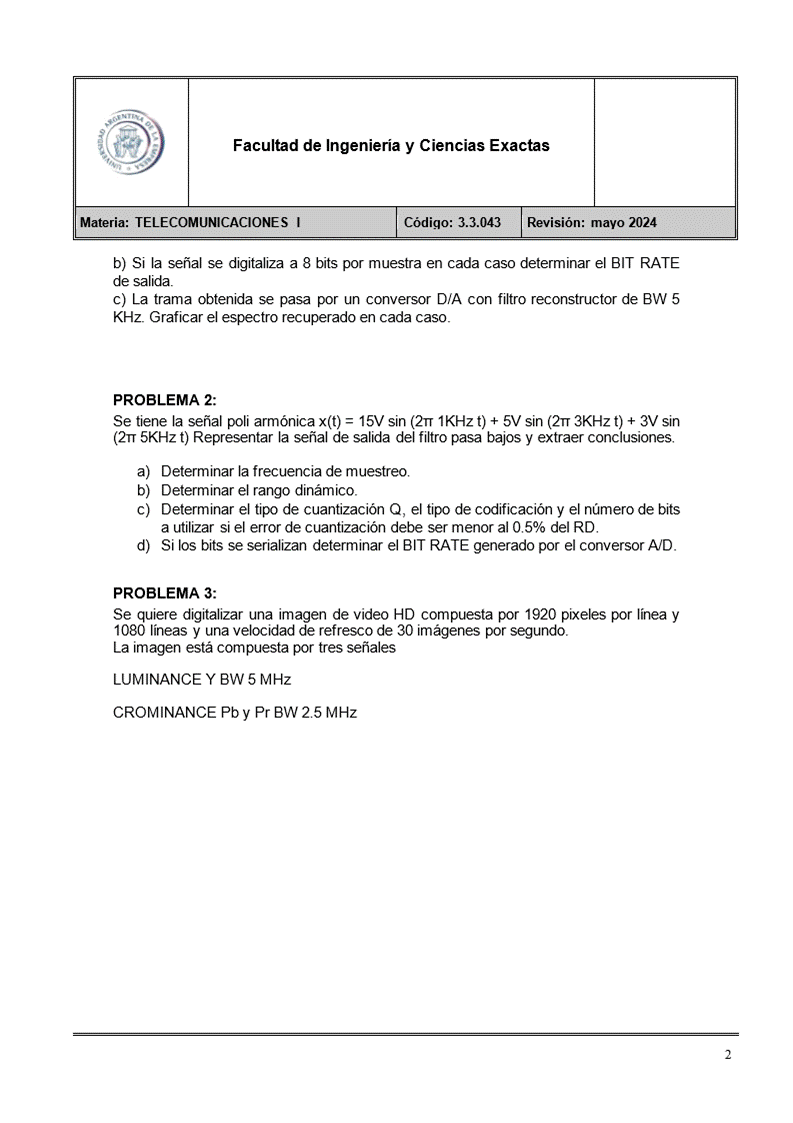 UNIVERSIDAD ARGENTINA DE LA EMPRESA
Facultad de Ingeniería y Ciencias Exactas
Materia: TELECOMUNICACIONES I
Código: 3.3.043
Revisión: mayo 2024
b) Si la señal se digitaliza a 8 bits por muestra en cada caso determinar el BIT RATE
de salida.
c) La trama obtenida se pasa por un conversor D/A con filtro reconstructor de BW 5
KHz. Graficar el espectro recuperado en cada caso.
PROBLEMA 2:
Se tiene la señal poli armónica x(t) = 15V sin (2π 1KHz t) + 5V sin (2π 3KHz t) + 3V sin
(2π 5KHz t) Representar la señal de salida del filtro pasa bajos y extraer conclusiones.
a) Determinar la frecuencia de muestreo.
b) Determinar el rango dinámico.
c) Determinar el tipo de cuantización Q, el tipo de codificación y el número de bits
a utilizar si el error de cuantización debe ser menor al 0.5% del RD.
d) Si los bits se serializan determinar el BIT RATE generado por el conversor A/D.
PROBLEMA 3:
Se quiere digitalizar una imagen de video HD compuesta por 1920 pixeles por línea y
1080 líneas y una velocidad de refresco de 30 imágenes por segundo.
La imagen está compuesta por tres señales
LUMINANCE Y BW 5 MHz
CROMINANCE Pb y Pr BW 2.5 MHz
2